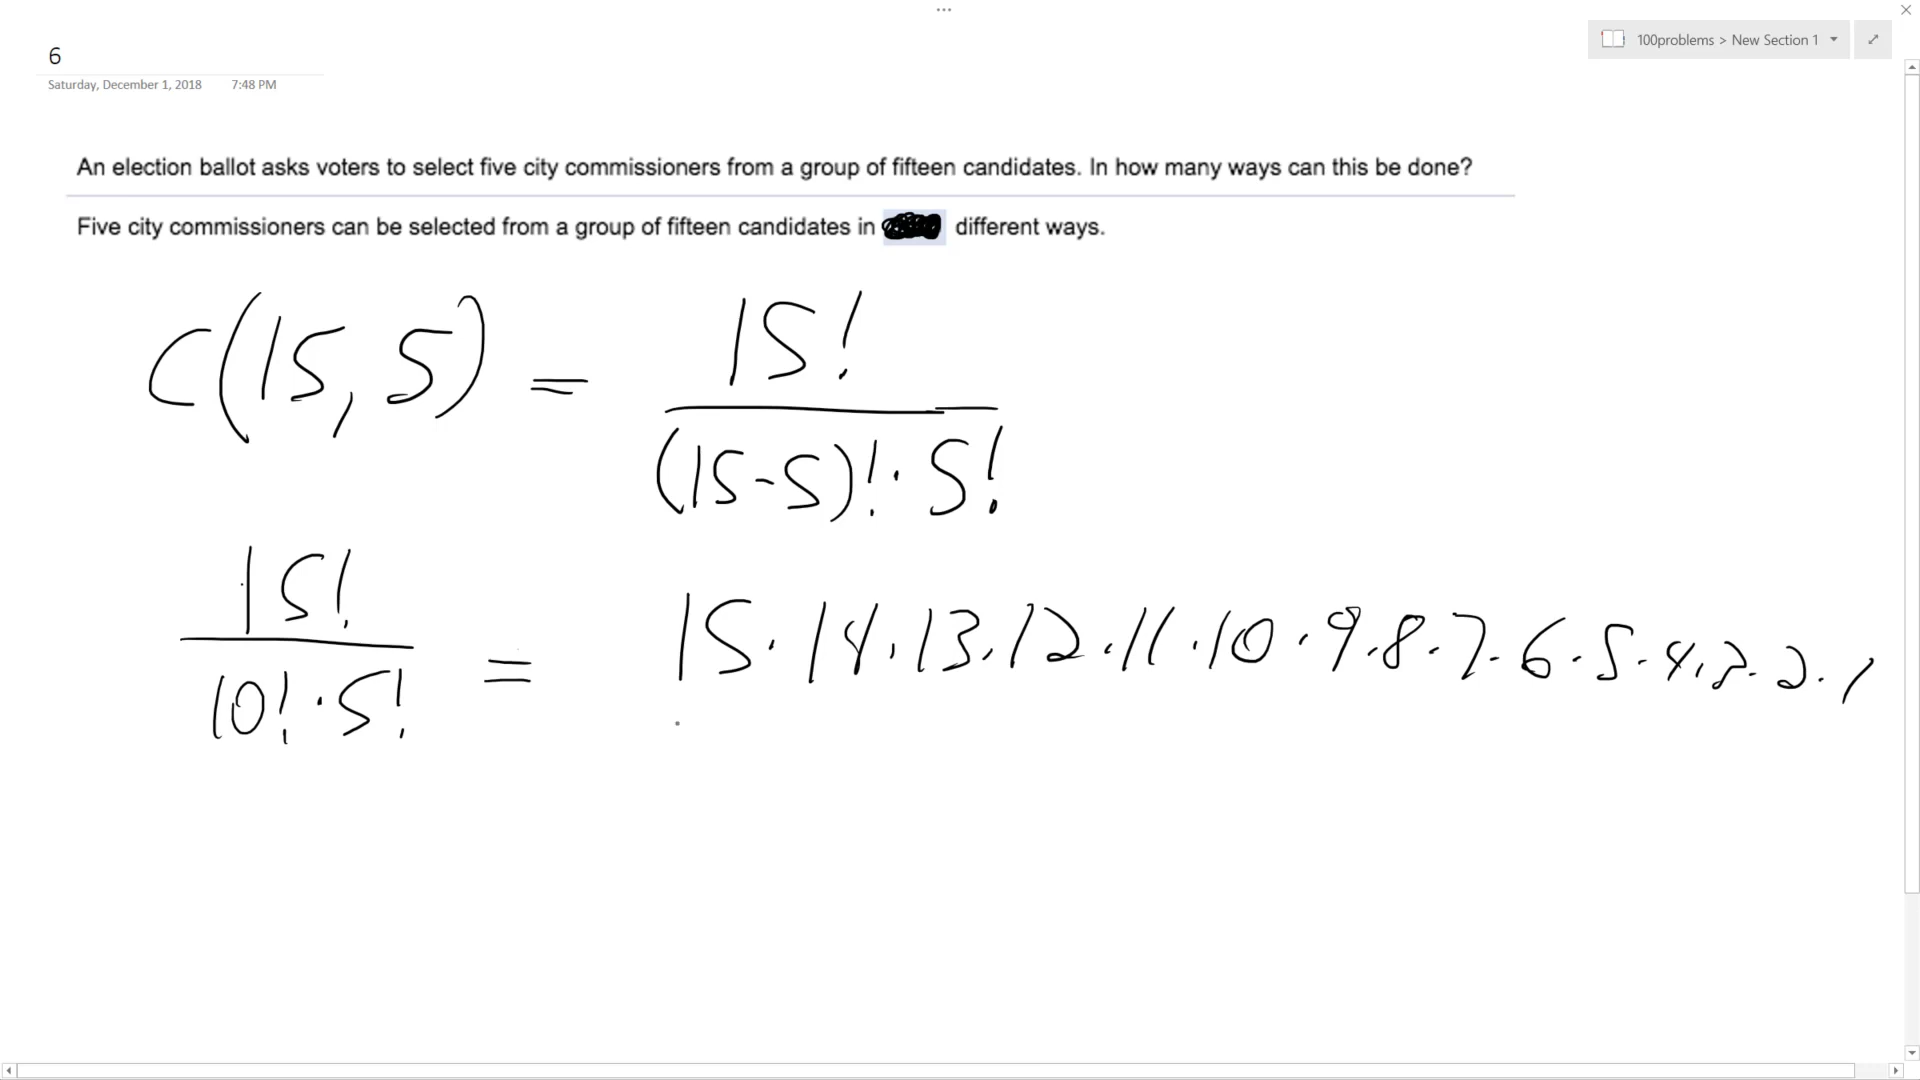 100problems > New Section 1
6
Saturday, December 1, 2018 7:48 PM
An election ballot asks voters to select five city commissioners from a group of fifteen candidates. In how many ways can this be done?
Five city commissioners can be selected from a group of fifteen candidates in different ways.
C(15, 5) = 15! / (15-5)! · 5!
15! / 10! · 5! = 15 · 14 · 13 · 12 · 11 · 10 · 9 · 8 · 7 · 6 · 5 · 4 · 3 · 2 · 1